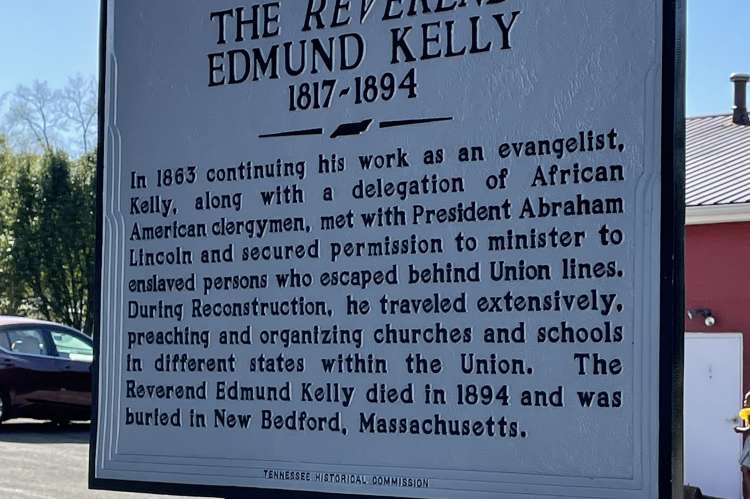 THE REVEREND
EDMUND KELLY
1817-1894
In 1863 continuing his work as an evangelist,
Kelly, along with a delegation of African
American clergymen, met with President Abraham
Lincoln and secured permission to minister to
enslaved persons who escaped behind Union lines.
During Reconstruction, he traveled extensively,
preaching and organizing churches and schools
in different states within the Union. The
Reverend Edmund Kelly died in 1894 and was
buried in New Bedford, Massachusetts.
TENNESSEE HISTORICAL COMMISSION